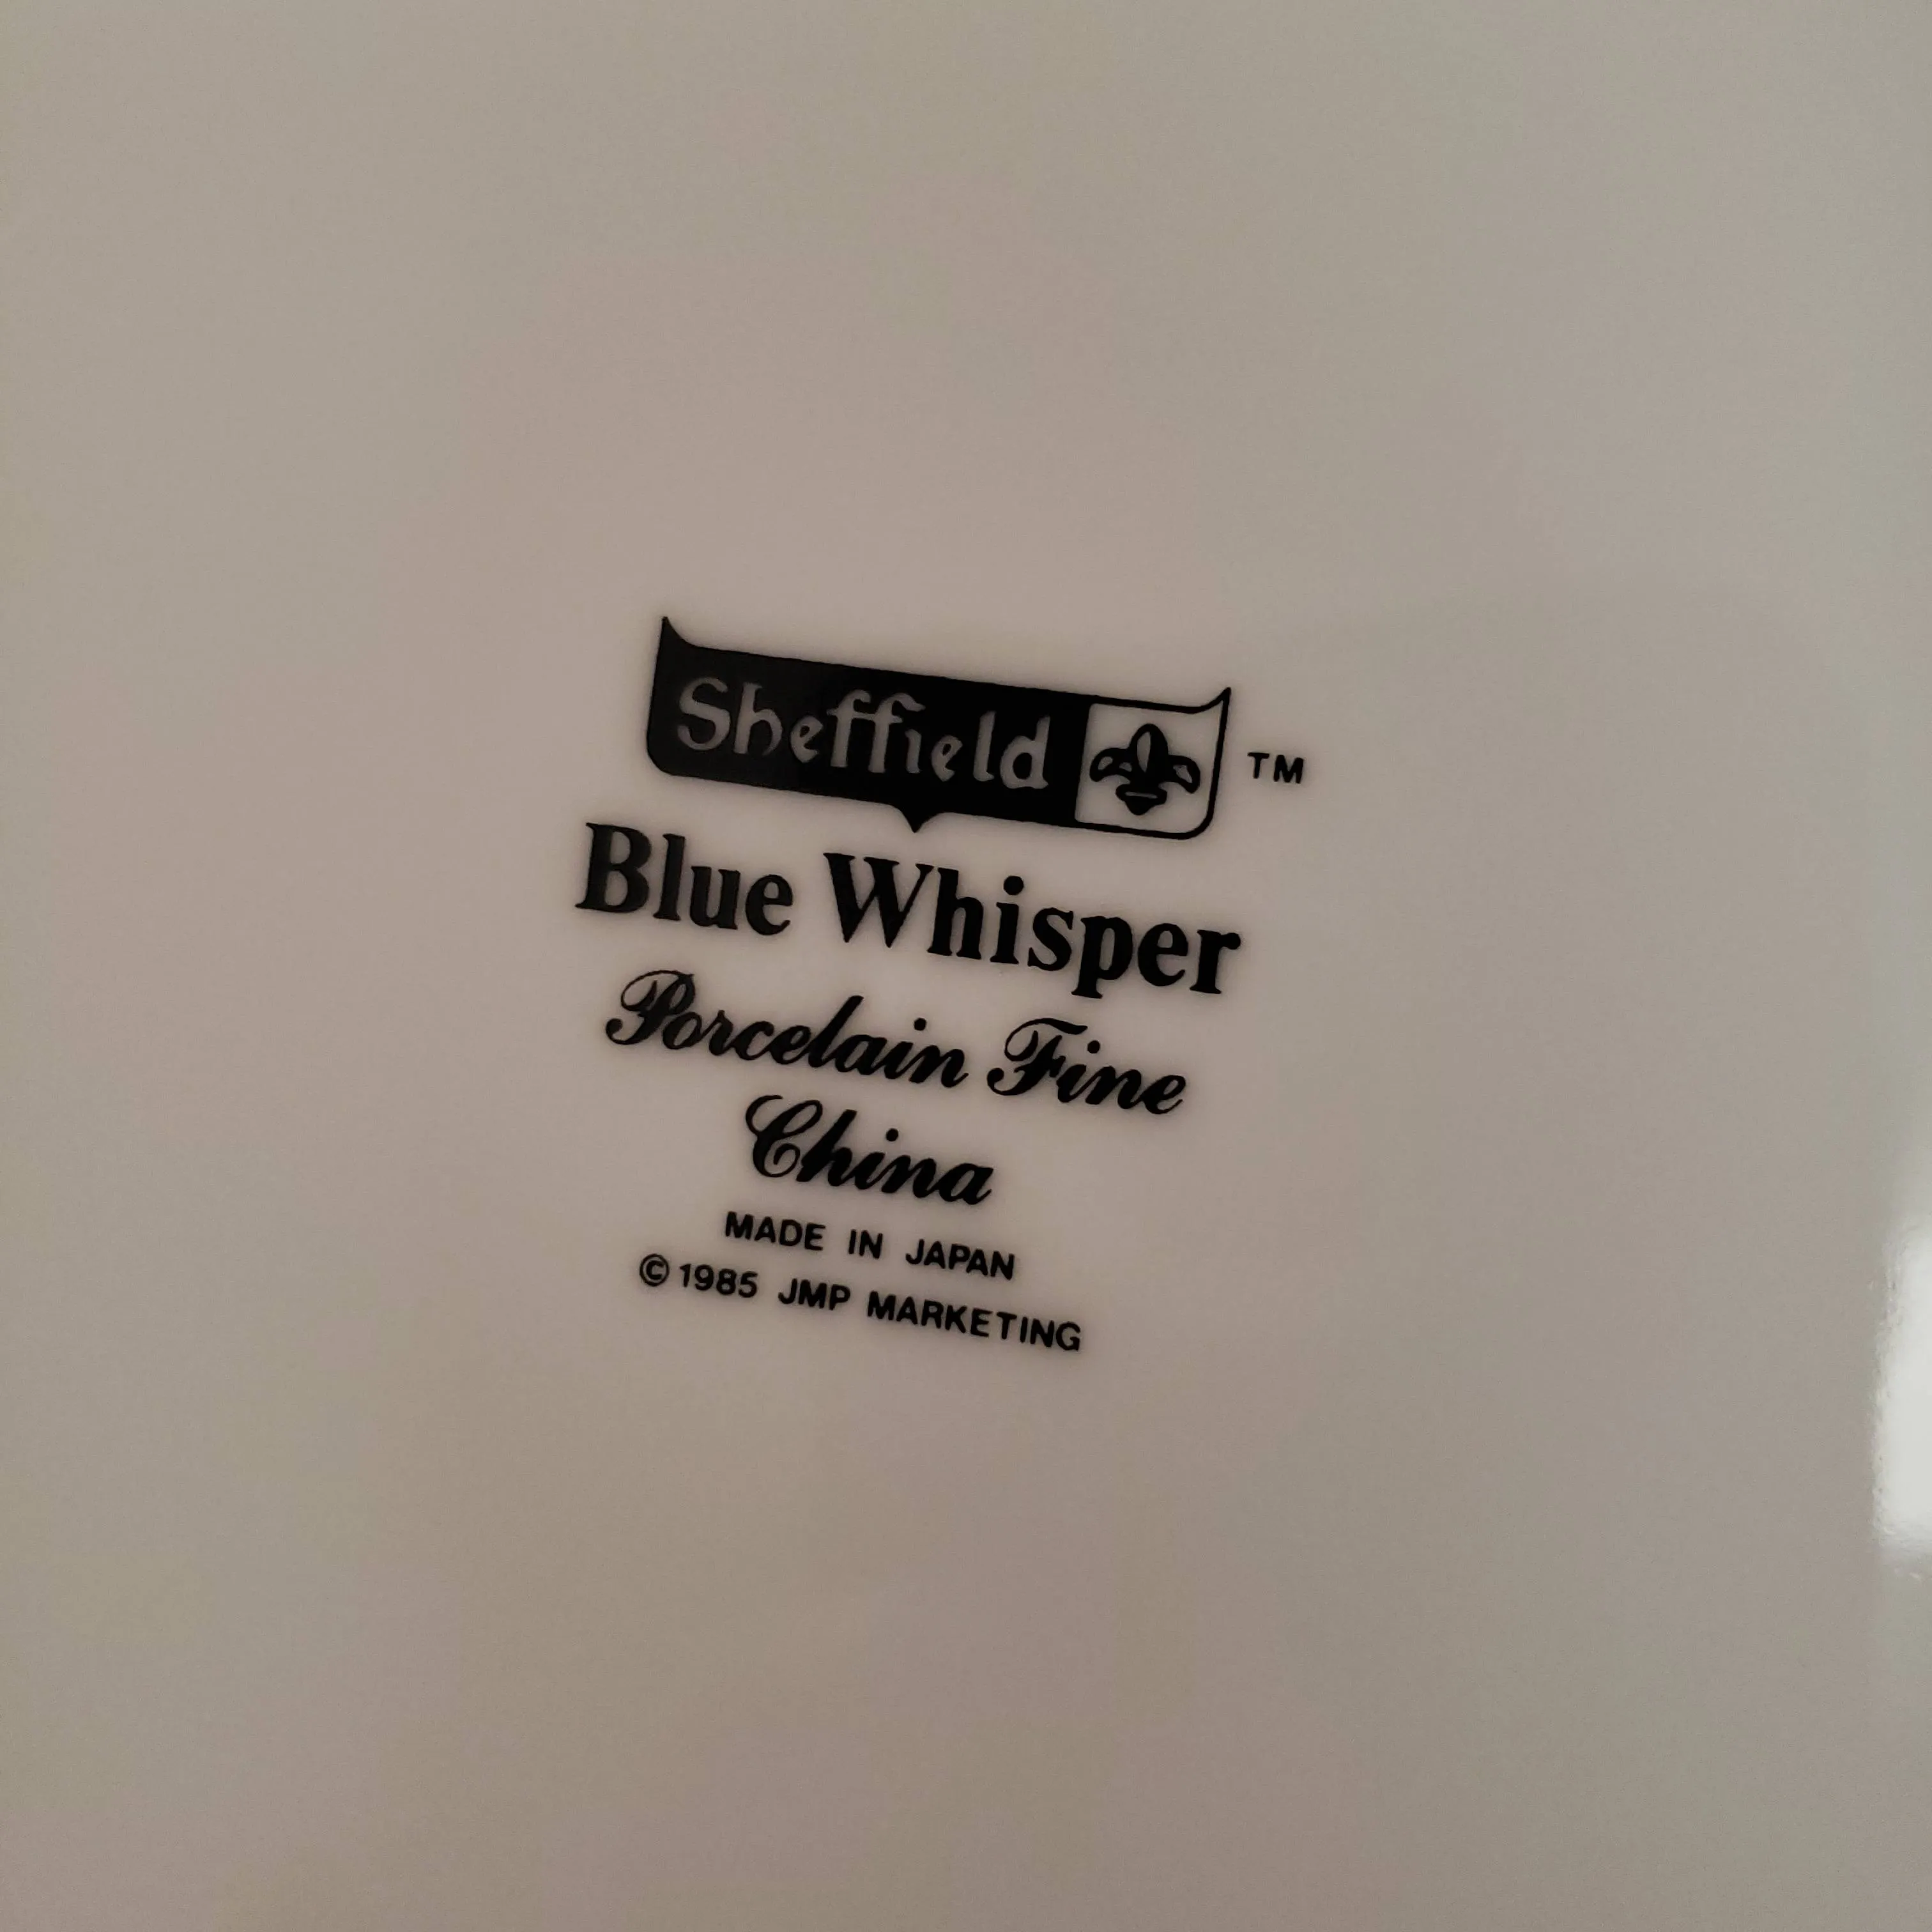 Sheffield TM
Blue Whisper
Porcelain Fine
China
MADE IN JAPAN
©1985 JMP MARKETING